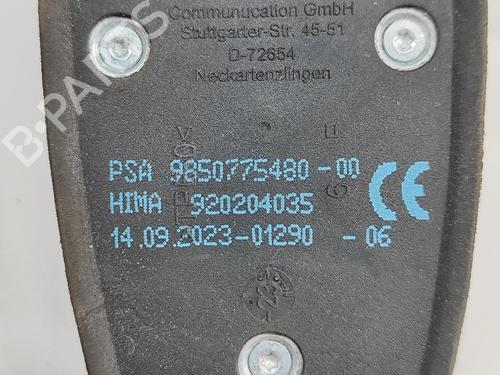 Communucation GmbH
Stuttgarter-Str. 45-51
D-72654
Neckartenzlingen
PSA 9850775480-00
HIMA 920204035
14.09.2023-01290 -06
CE
23
B-PARTS